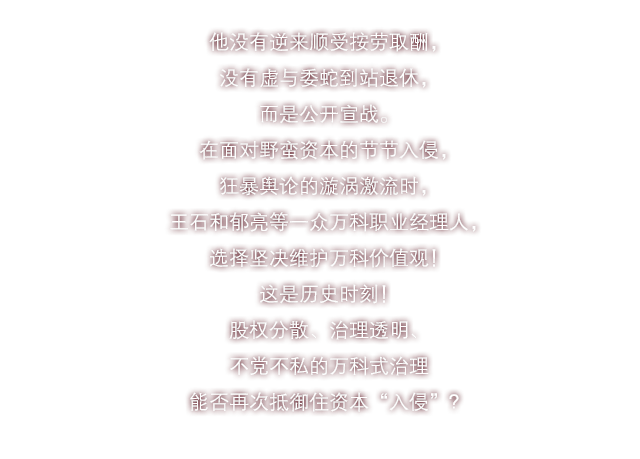 他没有逆来顺受按劳取酬，
没有虚与委蛇到站退休，
而是公开宣战。
在面对野蛮资本的节节入侵，
狂暴舆论的漩涡激流时，
王石和郁亮等一众万科职业经理人，
选择坚决维护万科价值观！
这是历史时刻！
股权分散、治理透明、
不党不私的万科式治理
能否再次抵御住资本“入侵”？